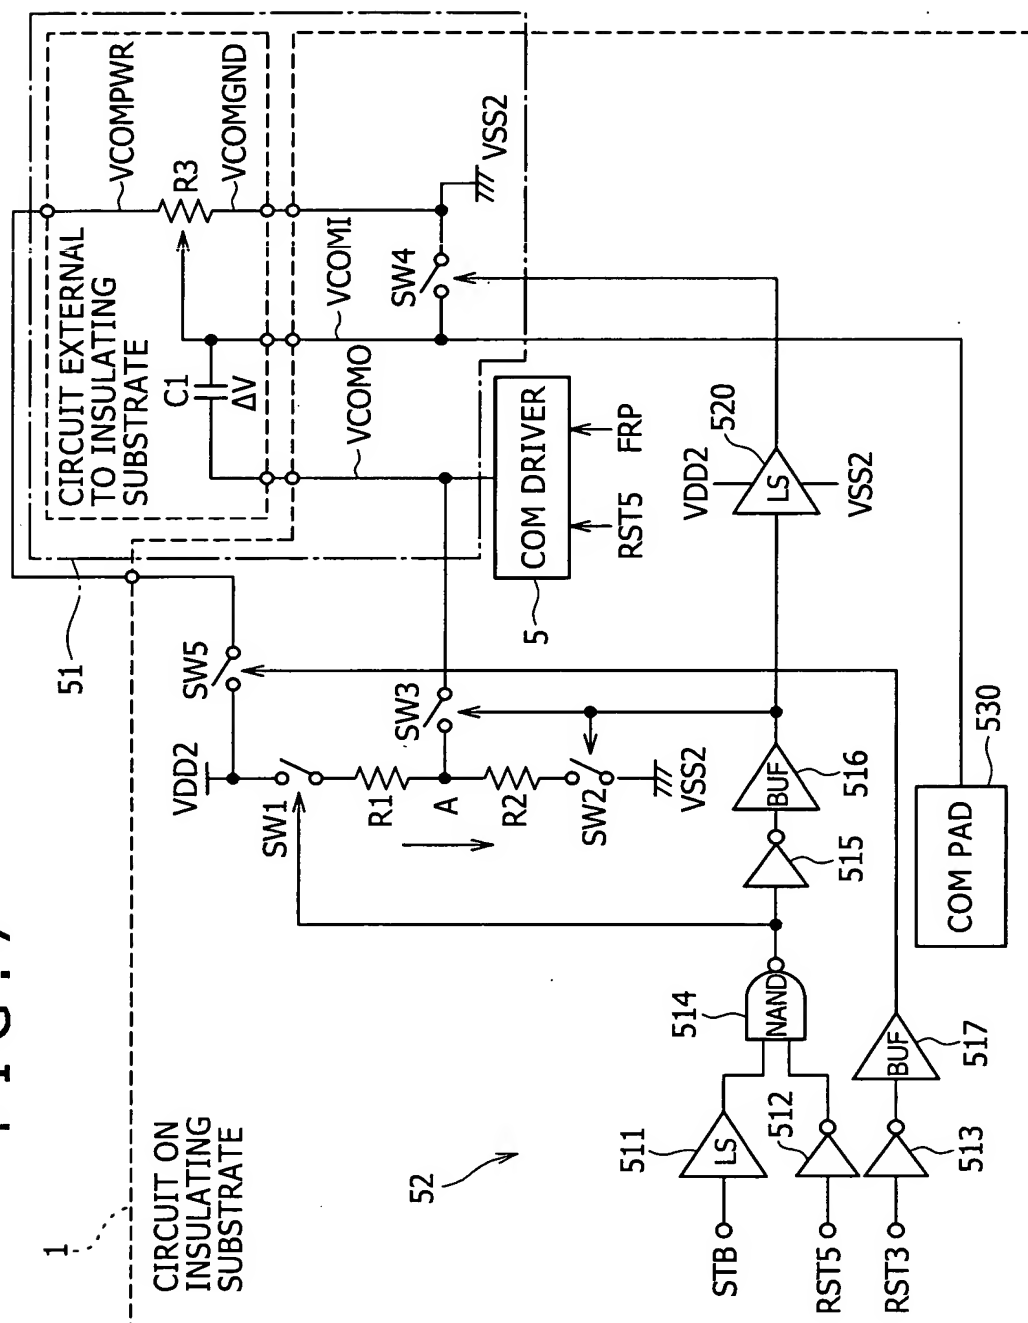 1
CIRCUIT ON
INSULATING
SUBSTRATE
51
CIRCUIT EXTERNAL
TO INSULATING
SUBSTRATE
VCOMPWR
R3
VCOMGND
C1
ΔV
VCOMI
VCOMO
SW4
VSS2
SW5
VDD2
SW1
R1
A
R2
SW2
VSS2
SW3
COM DRIVER
5
RST5
FRP
52
STB
LS
511
RST5
512
RST3
513
NAND
514
515
BUF
516
BUF
517
VDD2
LS
520
VSS2
COM PAD
530